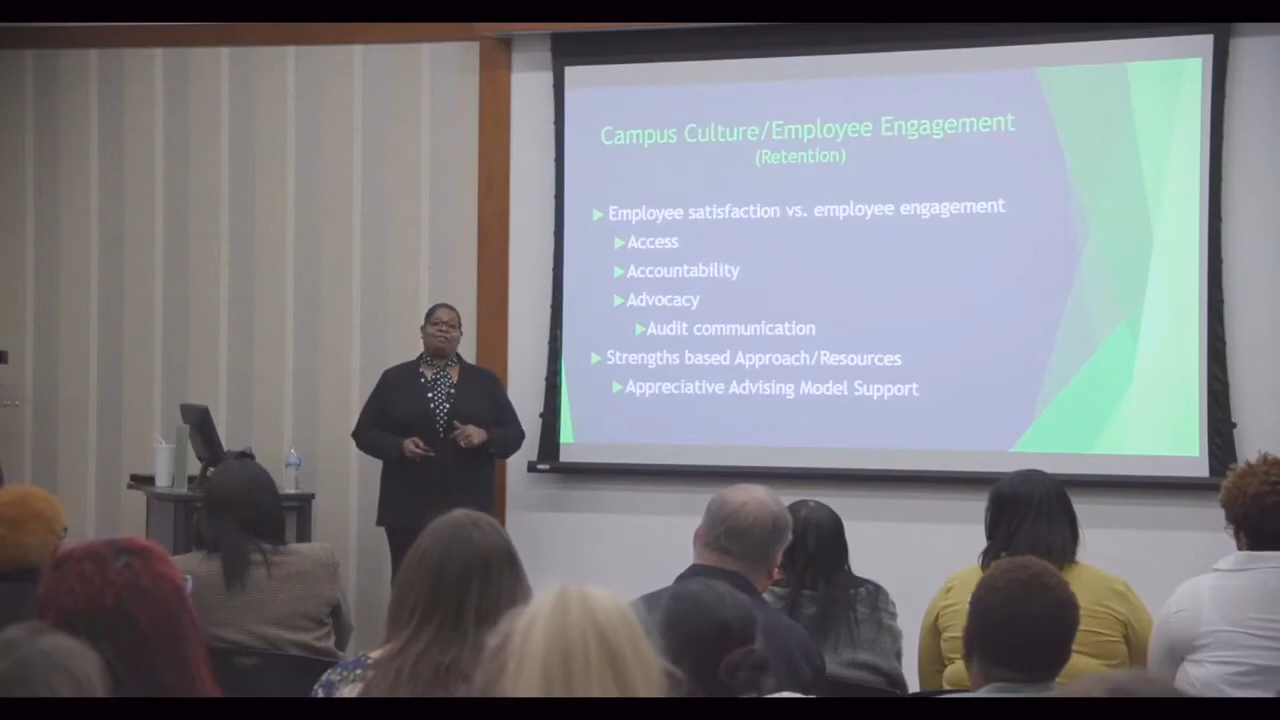 Campus Culture/Employee Engagement
(Retention)
Employee satisfaction vs. employee engagement
Access
Accountability
Advocacy
Audit communication
Strengths based Approach/Resources
Appreciative Advising Model Support